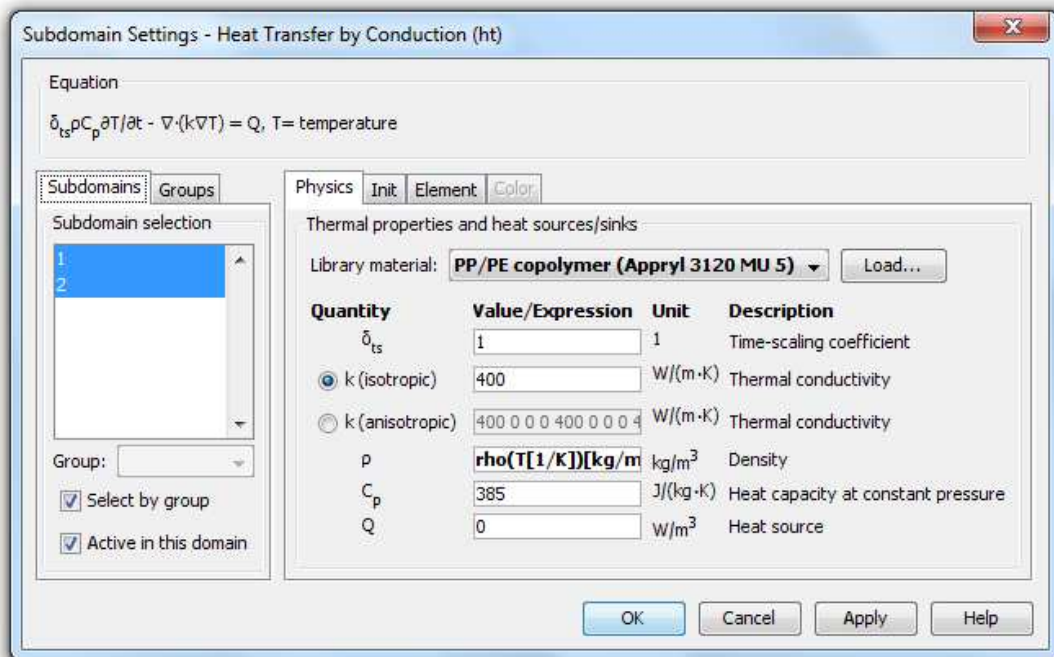 Subdomain Settings - Heat Transfer by Conduction (ht)
Equation
δtsρCp∂T/∂t - ∇·(k∇T) = Q, T= temperature
Subdomains Groups
Subdomain selection
1
2
Group:
Select by group
Active in this domain
Physics Init Element Color
Thermal properties and heat sources/sinks
Library material: PP/PE copolymer (Appryl 3120 MU 5) Load...
Quantity Value/Expression Unit Description
δts 1 1 Time-scaling coefficient
k (isotropic) 400 W/(m·K) Thermal conductivity
k (anisotropic) 400 0 0 0 400 0 0 0 4 W/(m·K) Thermal conductivity
ρ rho(T[1/K])[kg/m kg/m³ Density
Cp 385 J/(kg·K) Heat capacity at constant pressure
Q 0 W/m³ Heat source
OK Cancel Apply Help